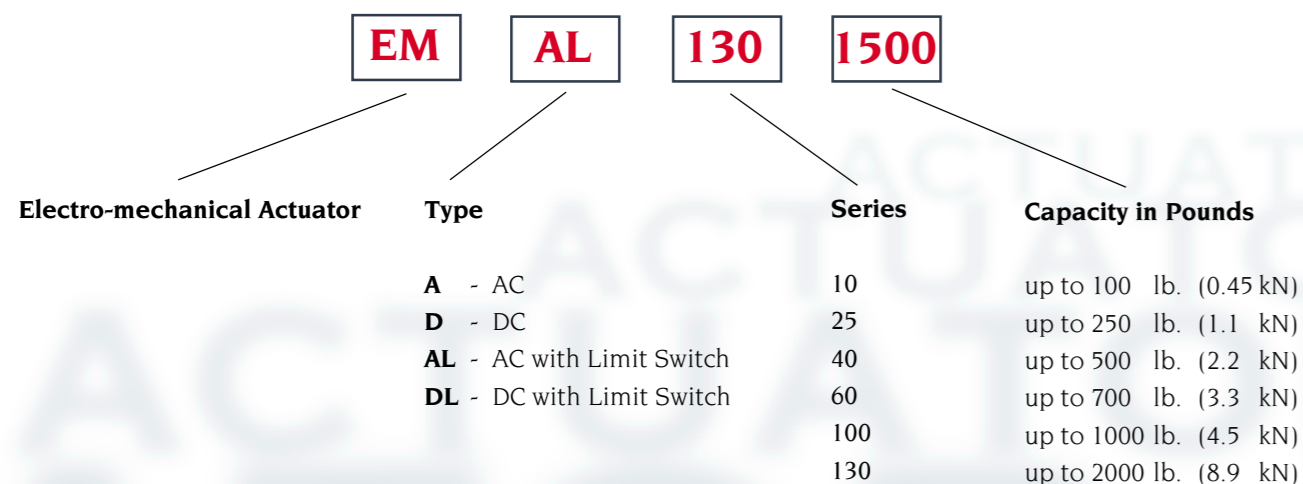 EM AL 130 1500
Electro-mechanical Actuator Type Series Capacity in Pounds
A - AC 10 up to 100 lb. (0.45 kN)
D - DC 25 up to 250 lb. (1.1 kN)
AL - AC with Limit Switch 40 up to 500 lb. (2.2 kN)
DL - DC with Limit Switch 60 up to 700 lb. (3.3 kN)
100 up to 1000 lb. (4.5 kN)
130 up to 2000 lb. (8.9 kN)
ACTUAT
ACTUATO
ACTUATO